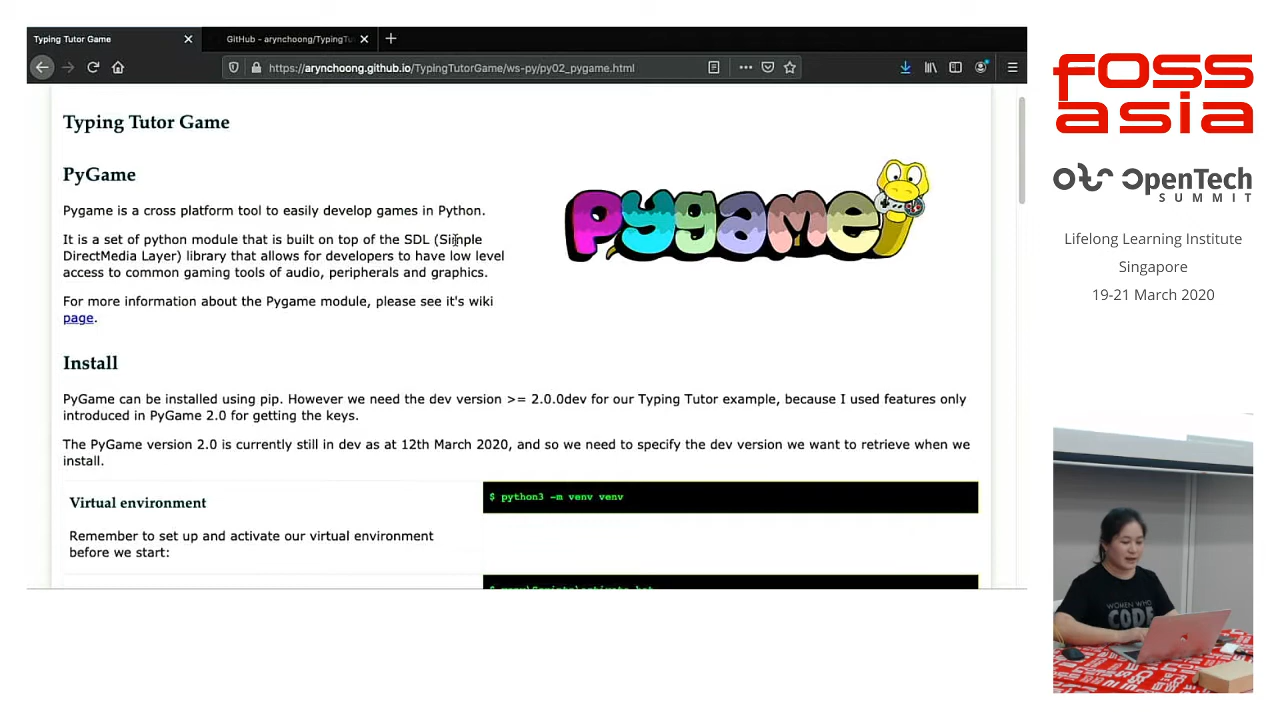 Typing Tutor Game
GitHub - arynchoong/TypingTu
https://arynchoong.github.io/TypingTutorGame/ws-py/py02_pygame.html
Typing Tutor Game
PyGame
Pygame is a cross platform tool to easily develop games in Python.
It is a set of python module that is built on top of the SDL (Simple
DirectMedia Layer) library that allows for developers to have low level
access to common gaming tools of audio, peripherals and graphics.
For more information about the Pygame module, please see it's wiki
page.
pygame
Install
PyGame can be installed using pip. However we need the dev version >= 2.0.0dev for our Typing Tutor example, because I used features only
introduced in PyGame 2.0 for getting the keys.
The PyGame version 2.0 is currently still in dev as at 12th March 2020, and so we need to specify the dev version we want to retrieve when we
install.
Virtual environment
Remember to set up and activate our virtual environment
before we start:
$ python3 -m venv venv
FOSS
asia
OpenTech
SUMMIT
Lifelong Learning Institute
Singapore
19-21 March 2020
WOMEN WHO
CODE